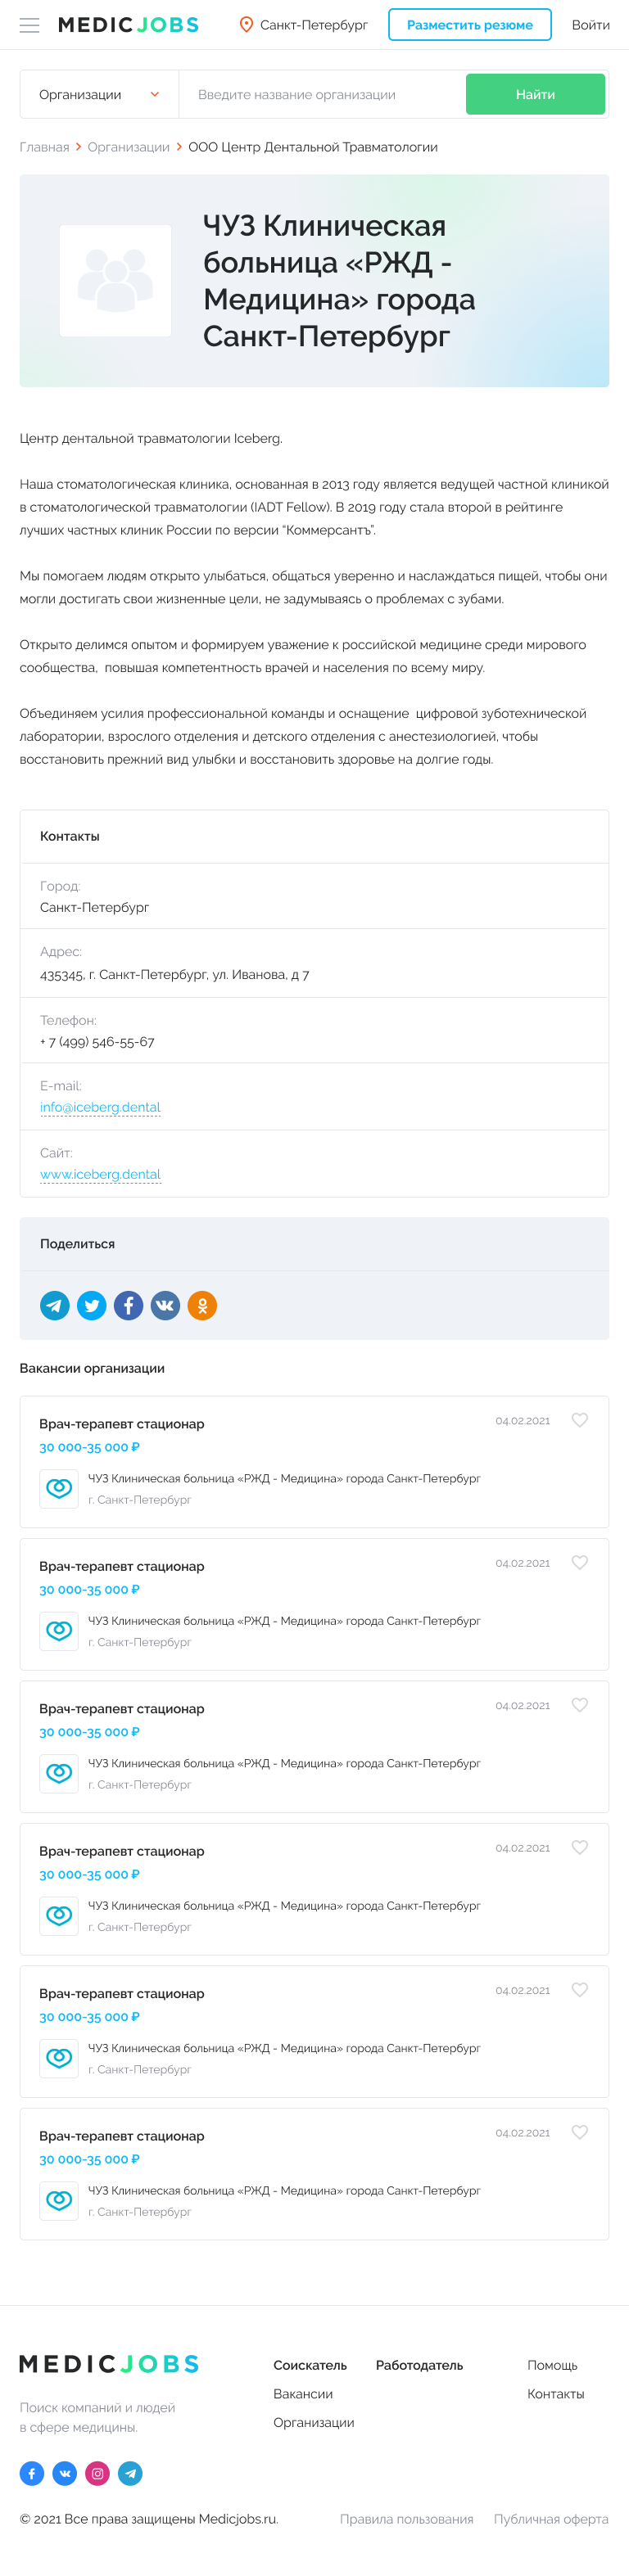 MEDICJOBS
Санкт-Петербург
Разместить резюме
Войти
Организации
Введите название организации
Найти
Главная > Организации > ООО Центр Дентальной Травматологии
ЧУЗ Клиническая
больница «РЖД -
Медицина» города
Санкт-Петербург
Центр дентальной травматологии Iceberg.
Наша стоматологическая клиника, основанная в 2013 году является ведущей частной клиникой
в стоматологической травматологии (IADT Fellow). В 2019 году стала второй в рейтинге
лучших частных клиник России по версии “Коммерсантъ”.
Мы помогаем людям открыто улыбаться, общаться уверенно и наслаждаться пищей, чтобы они
могли достигать свои жизненные цели, не задумываясь о проблемах с зубами.
Открыто делимся опытом и формируем уважение к российской медицине среди мирового
сообщества,  повышая компетентность врачей и населения по всему миру.
Объединяем усилия профессиональной команды и оснащение  цифровой зуботехнической
лаборатории, взрослого отделения и детского отделения с анестезиологией, чтобы
восстановить прежний вид улыбки и восстановить здоровье на долгие годы.
Контакты
Город:
Санкт-Петербург
Адрес:
435345, г. Санкт-Петербург, ул. Иванова, д 7
Телефон:
+ 7 (499) 546-55-67
E-mail:
info@iceberg.dental
Сайт:
www.iceberg.dental
Поделиться
Вакансии организации
Врач-терапевт стационар
04.02.2021
30 000-35 000 ₽
ЧУЗ Клиническая больница «РЖД - Медицина» города Санкт-Петербург
г. Санкт-Петербург
Врач-терапевт стационар
04.02.2021
30 000-35 000 ₽
ЧУЗ Клиническая больница «РЖД - Медицина» города Санкт-Петербург
г. Санкт-Петербург
Врач-терапевт стационар
04.02.2021
30 000-35 000 ₽
ЧУЗ Клиническая больница «РЖД - Медицина» города Санкт-Петербург
г. Санкт-Петербург
Врач-терапевт стационар
04.02.2021
30 000-35 000 ₽
ЧУЗ Клиническая больница «РЖД - Медицина» города Санкт-Петербург
г. Санкт-Петербург
Врач-терапевт стационар
04.02.2021
30 000-35 000 ₽
ЧУЗ Клиническая больница «РЖД - Медицина» города Санкт-Петербург
г. Санкт-Петербург
Врач-терапевт стационар
04.02.2021
30 000-35 000 ₽
ЧУЗ Клиническая больница «РЖД - Медицина» города Санкт-Петербург
г. Санкт-Петербург
MEDICJOBS
Поиск компаний и людей
в сфере медицины.
Соискатель
Вакансии
Организации
Работодатель
Помощь
Контакты
© 2021 Все права защищены Medicjobs.ru.
Правила пользования
Публичная оферта